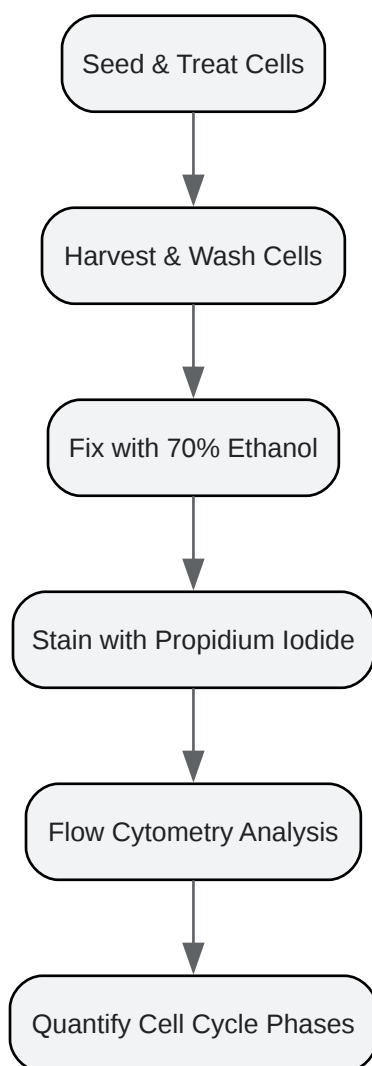 Seed & Treat Cells
Harvest & Wash Cells
Fix with 70% Ethanol
Stain with Propidium Iodide
Flow Cytometry Analysis
Quantify Cell Cycle Phases